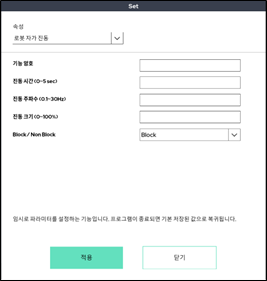 Set
속성
로봇 자가 진동
기능 암호
진동 시간 (0~5 sec)
진동 주파수 (0.1~30Hz)
진동 크기 (0~100%)
Block / Non Block
Block
임시로 파라미터를 설정하는 기능입니다. 프로그램이 종료되면 기본 저장된 값으로 복귀됩니다.
적용
닫기